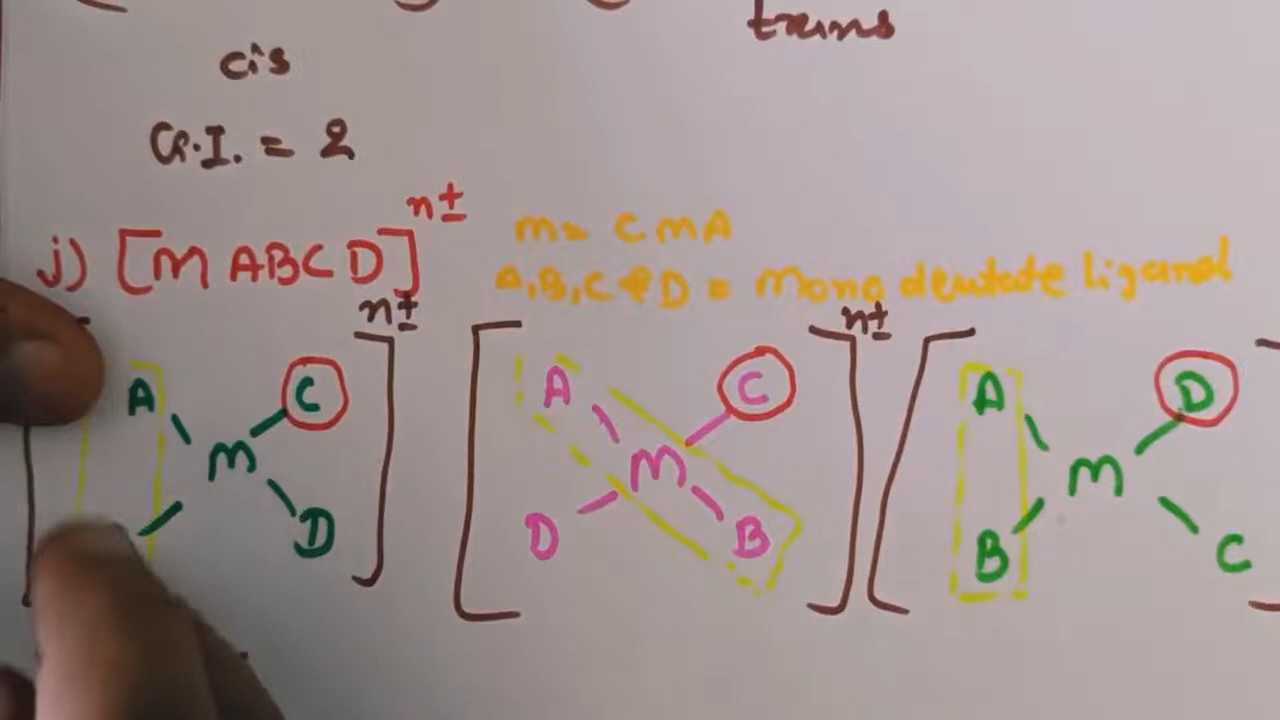 trans
cis
G.I. = 2
j) [M ABCD]n±
M = CMA
A,B,C & D = Mono dentate ligand
n±
n±
A C
M
D
A C
M
D B
A D
M
B C